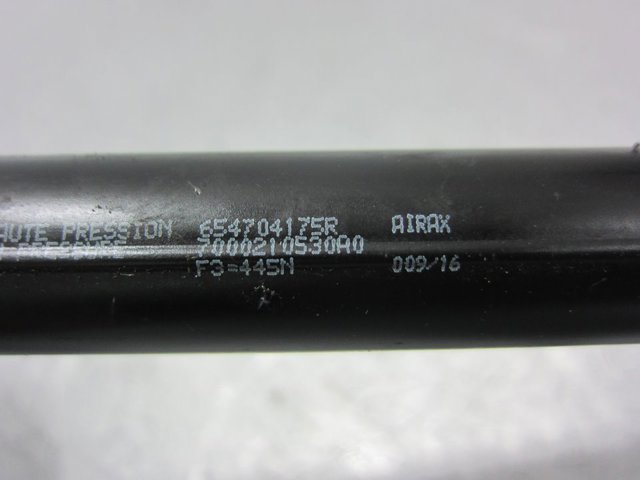 HAUTE PRESSION 654704175R AIRAX
7000210530A0
F3=445N 009/16